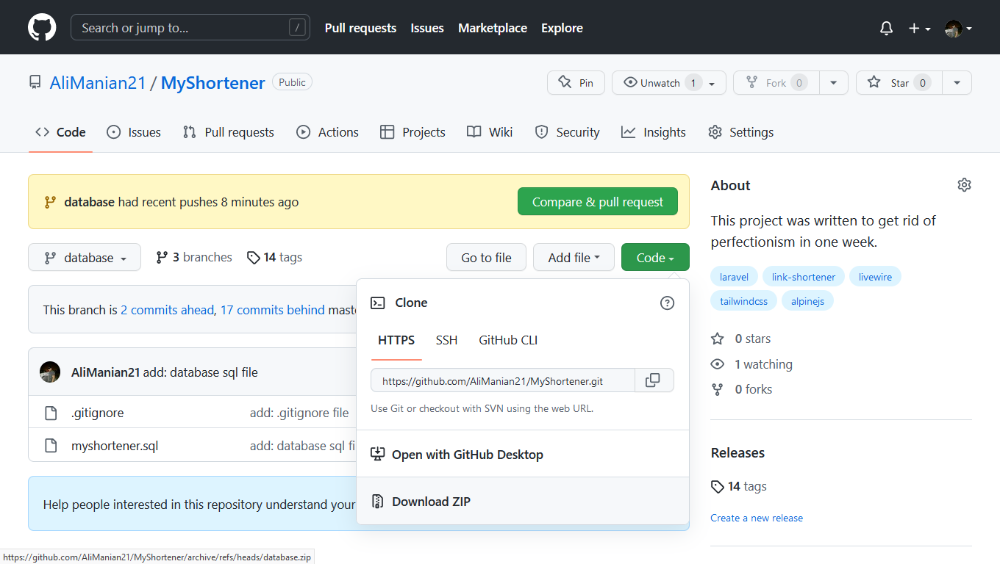 Search or jump to... /
Pull requests Issues Marketplace Explore
AliManian21 / MyShortener Public
Pin Unwatch 1 Fork 0 Star 0
Code Issues Pull requests Actions Projects Wiki Security Insights Settings
database had recent pushes 8 minutes ago
Compare & pull request
database 3 branches 14 tags
Go to file Add file Code
This branch is 2 commits ahead, 17 commits behind
AliManian21 add: database sql file
.gitignore add: .gitignore file
myshortener.sql add: database sql
Help people interested in this repository understand your
Clone
HTTPS SSH GitHub CLI
https://github.com/AliManian21/MyShortener.git
Use Git or checkout with SVN using the web URL.
Open with GitHub Desktop
Download ZIP
About
This project was written to get rid of
perfectionism in one week.
laravel link-shortener livewire
tailwindcss alpinejs
0 stars
1 watching
0 forks
Releases
14 tags
Create a new release
https://github.com/AliManian21/MyShortener/archive/refs/heads/database.zip